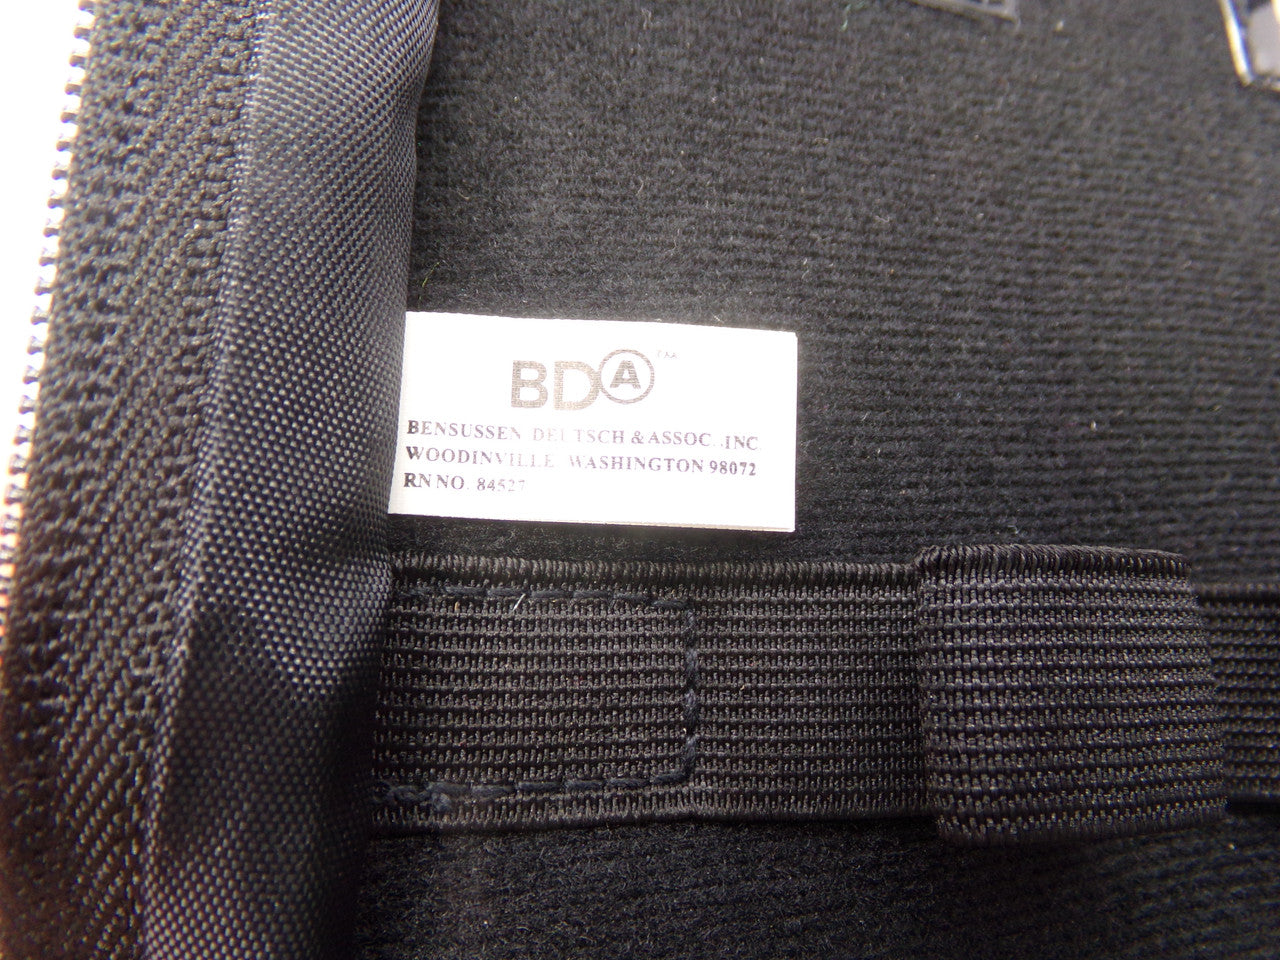 BDA
BENSUSSEN DEUTSCH & ASSOC., INC.
WOODINVILLE, WASHINGTON 98072
RN NO. 84527